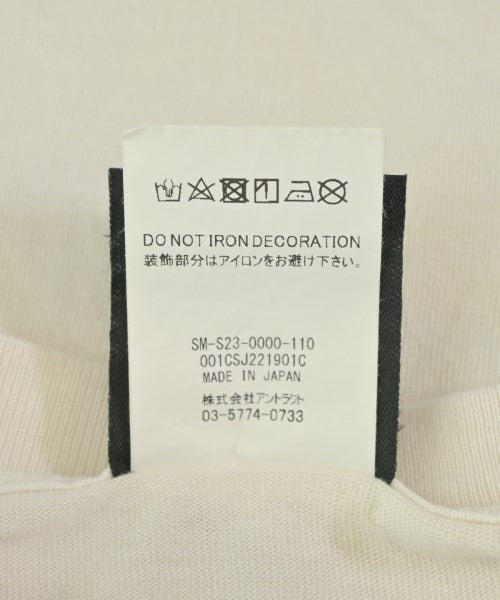 DO NOT IRON DECORATION
装飾部分はアイロンをお避け下さい。
SM-S23-0000-110
001CSJ221901C
MADE IN JAPAN
株式会社アントラクト
03-5774-0733